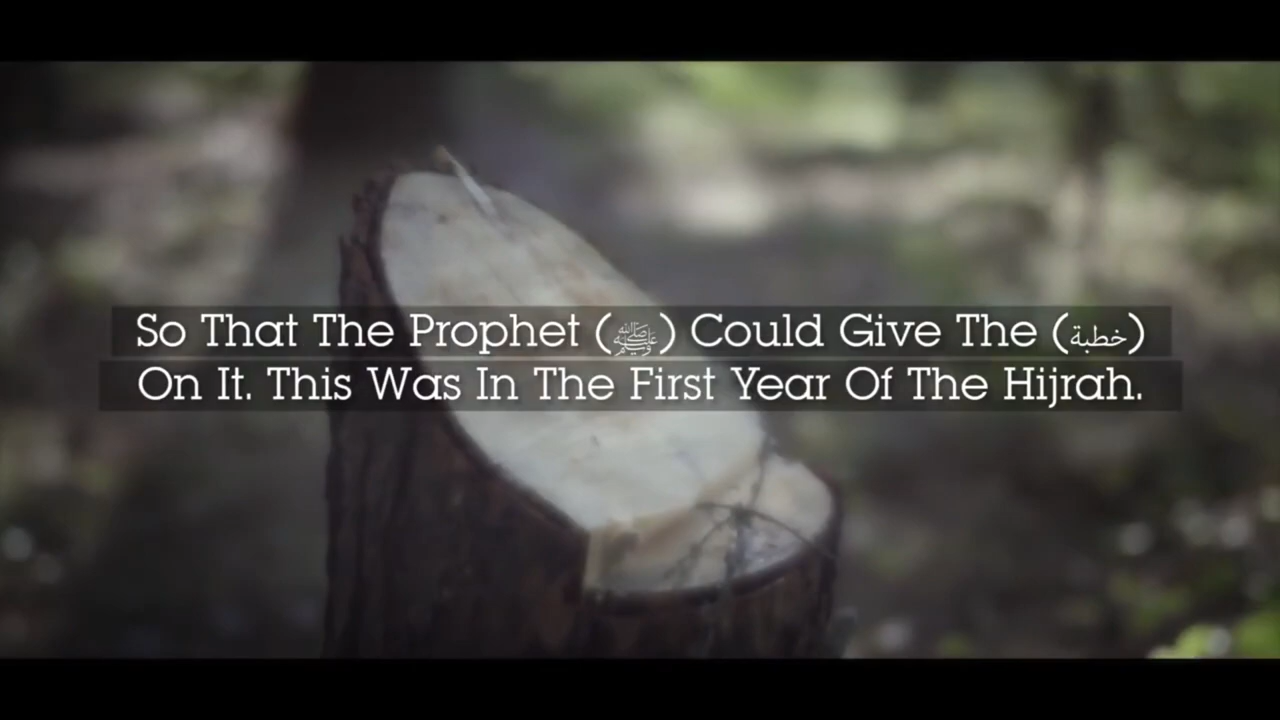 So That The Prophet (ﷺ) Could Give The (خطبة)
On It. This Was In The First Year Of The Hijrah.